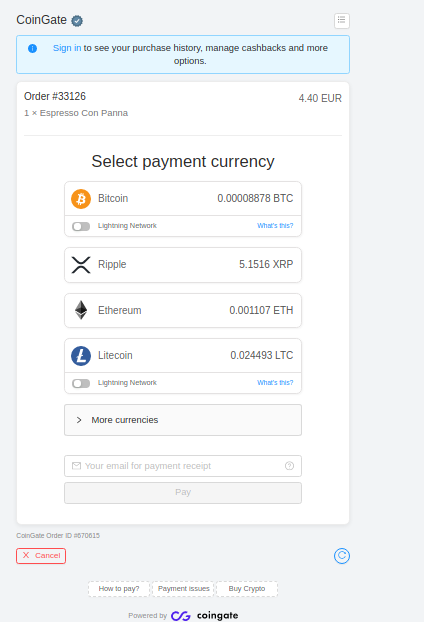 CoinGate
Sign in to see your purchase history, manage cashbacks and more
options.
Order #33126
4.40 EUR
1 × Espresso Con Panna
Select payment currency
Bitcoin
0.00008878 BTC
Lightning Network
What's this?
Ripple
5.1516 XRP
Ethereum
0.001107 ETH
Litecoin
0.024493 LTC
Lightning Network
What's this?
More currencies
Your email for payment receipt
Pay
CoinGate Order ID #670615
Cancel
How to pay?
Payment issues
Buy Crypto
Powered by coingate